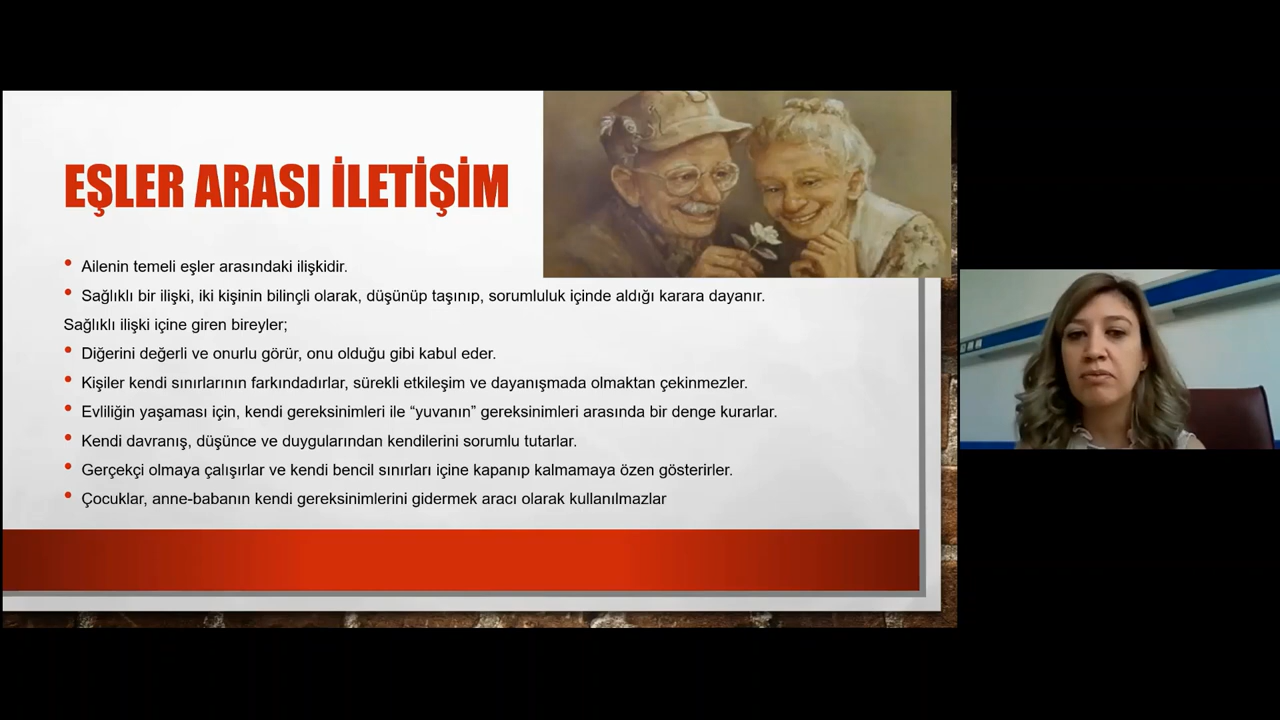 EŞLER ARASI İLETİŞİM
• Ailenin temeli eşler arasındaki ilişkidir.
• Sağlıklı bir ilişki, iki kişinin bilinçli olarak, düşünüp taşınıp, sorumluluk içinde aldığı karara dayanır.
Sağlıklı ilişki içine giren bireyler;
• Diğerini değerli ve onurlu görür, onu olduğu gibi kabul eder.
• Kişiler kendi sınırlarının farkındadırlar, sürekli etkileşim ve dayanışmada olmaktan çekinmezler.
• Evliliğin yaşaması için, kendi gereksinimleri ile “yuvanın” gereksinimleri arasında bir denge kurarlar.
• Kendi davranış, düşünce ve duygularından kendilerini sorumlu tutarlar.
• Gerçekçi olmaya çalışırlar ve kendi bencil sınırları içine kapanıp kalmamaya özen gösterirler.
• Çocuklar, anne-babanın kendi gereksinimlerini gidermek aracı olarak kullanılmazlar